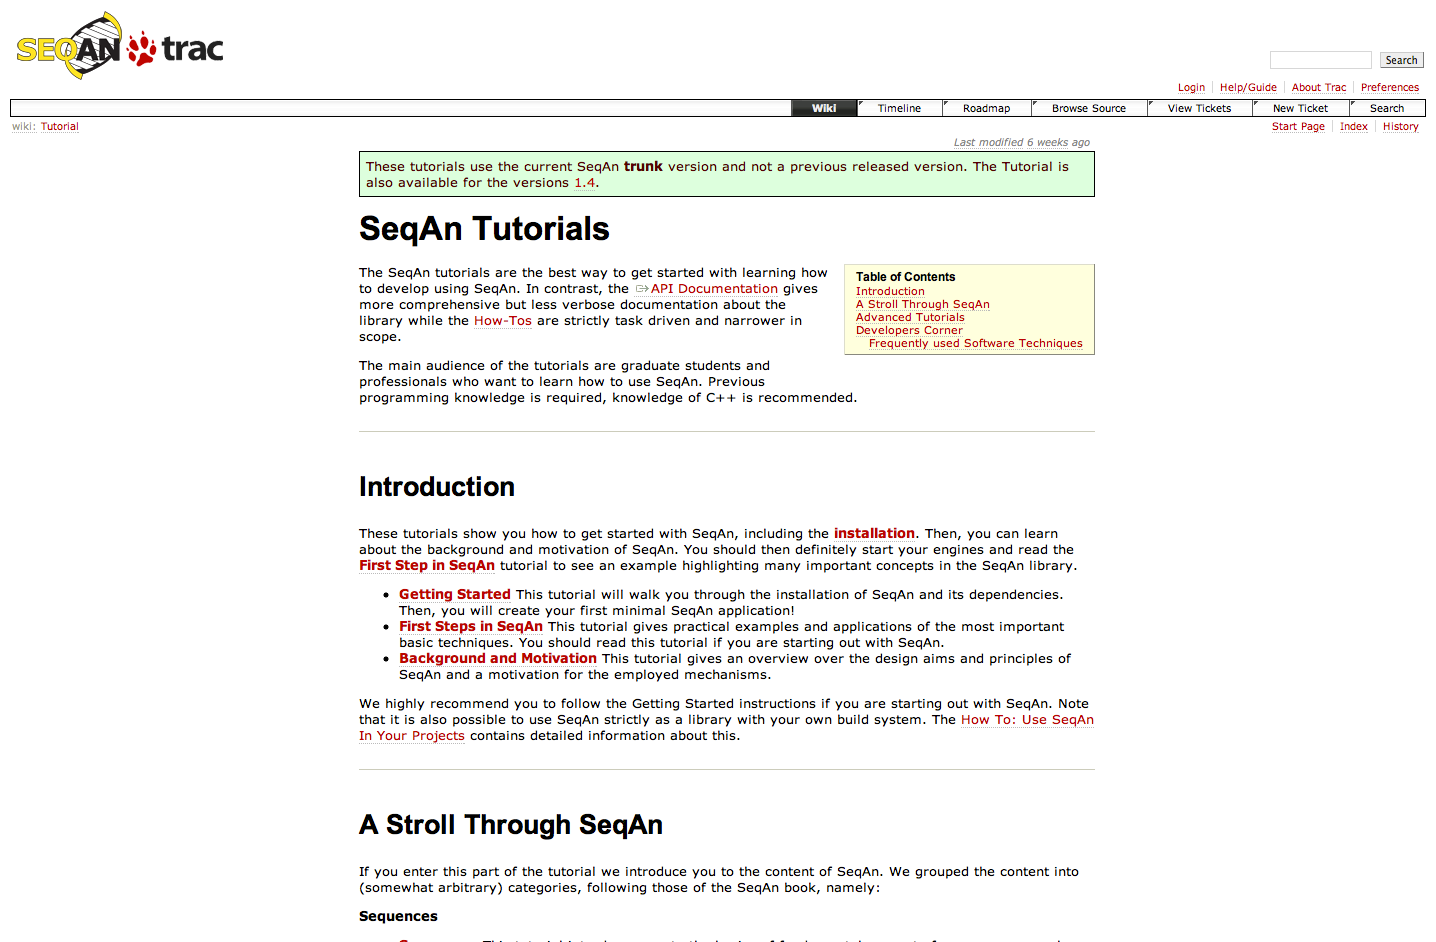 SEQAN trac
Search
Login Help/Guide About Trac Preferences
Wiki Timeline Roadmap Browse Source View Tickets New Ticket Search
wiki: Tutorial
Start Page Index History
Last modified 6 weeks ago
These tutorials use the current SeqAn trunk version and not a previous released version. The Tutorial is
also available for the versions 1.4.
SeqAn Tutorials
The SeqAn tutorials are the best way to get started with learning how
to develop using SeqAn. In contrast, the API Documentation gives
more comprehensive but less verbose documentation about the
library while the How-Tos are strictly task driven and narrower in
scope.
Table of Contents
Introduction
A Stroll Through SeqAn
Advanced Tutorials
Developers Corner
Frequently used Software Techniques
The main audience of the tutorials are graduate students and
professionals who want to learn how to use SeqAn. Previous
programming knowledge is required, knowledge of C++ is recommended.
Introduction
These tutorials show you how to get started with SeqAn, including the installation. Then, you can learn
about the background and motivation of SeqAn. You should then definitely start your engines and read the
First Step in SeqAn tutorial to see an example highlighting many important concepts in the SeqAn library.
• Getting Started This tutorial will walk you through the installation of SeqAn and its dependencies.
Then, you will create your first minimal SeqAn application!
• First Steps in SeqAn This tutorial gives practical examples and applications of the most important
basic techniques. You should read this tutorial if you are starting out with SeqAn.
• Background and Motivation This tutorial gives an overview over the design aims and principles of
SeqAn and a motivation for the employed mechanisms.
We highly recommend you to follow the Getting Started instructions if you are starting out with SeqAn. Note
that it is also possible to use SeqAn strictly as a library with your own build system. The How To: Use SeqAn
In Your Projects contains detailed information about this.
A Stroll Through SeqAn
If you enter this part of the tutorial we introduce you to the content of SeqAn. We grouped the content into
(somewhat arbitrary) categories, following those of the SeqAn book, namely:
Sequences